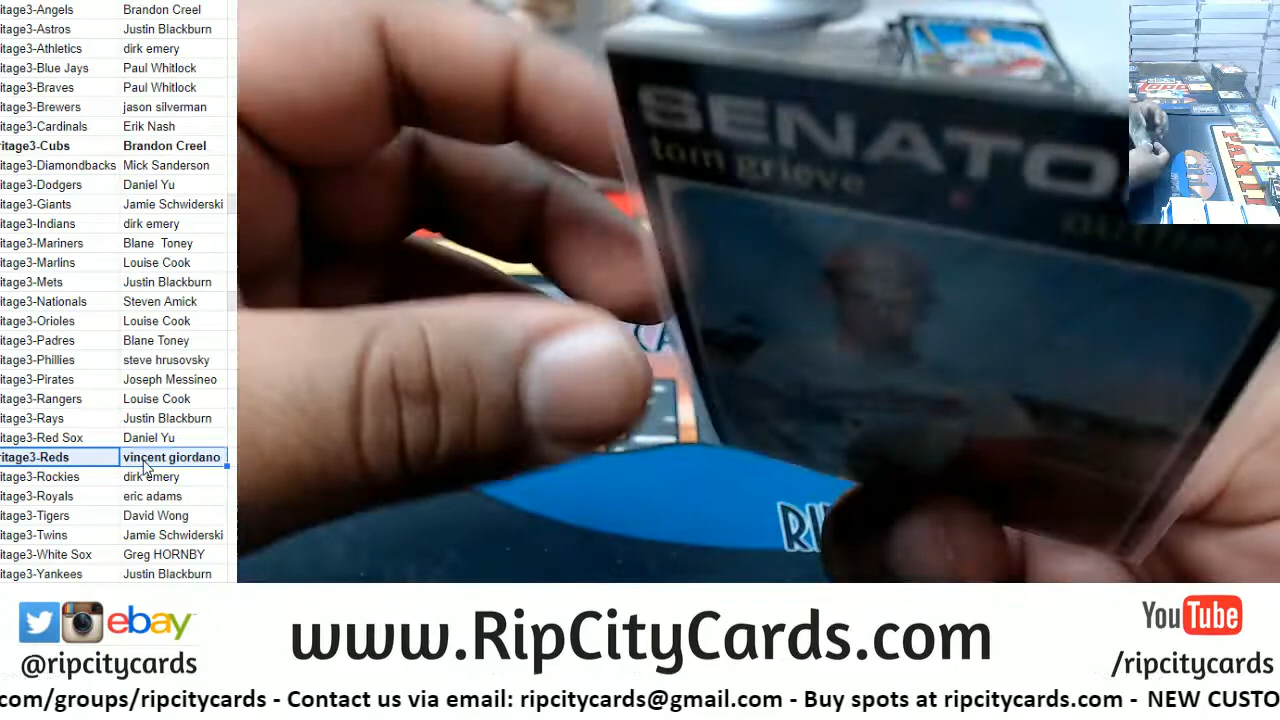 itage3-Angels Brandon Creel
itage3-Astros Justin Blackburn
itage3-Athletics dirk emery
itage3-Blue Jays Paul Whitlock
itage3-Braves Paul Whitlock
itage3-Brewers jason silverman
itage3-Cardinals Erik Nash
ritage3-Cubs Brandon Creel
itage3-Diamondbacks Mick Sanderson
itage3-Dodgers Daniel Yu
itage3-Giants Jamie Schwiderski
itage3-Indians dirk emery
itage3-Mariners Blane Toney
itage3-Marlins Louise Cook
itage3-Mets Justin Blackburn
itage3-Nationals Steven Amick
itage3-Orioles Louise Cook
itage3-Padres Blane Toney
itage3-Phillies steve hrusovsky
itage3-Pirates Joseph Messineo
itage3-Rangers Louise Cook
itage3-Rays Justin Blackburn
itage3-Red Sox Daniel Yu
ritage3-Reds vincent giordano
itage3-Rockies dirk emery
itage3-Royals eric adams
itage3-Tigers David Wong
itage3-Twins Jamie Schwiderski
itage3-White Sox Greg HORNBY
itage3-Yankees Justin Blackburn
SENATO
tom grieve
RI
ebay
@ripcitycards
www.RipCityCards.com
YouTube
/ripcitycards
com/groups/ripcitycards - Contact us via email: ripcitycards@gmail.com - Buy spots at ripcitycards.com - NEW CUSTO